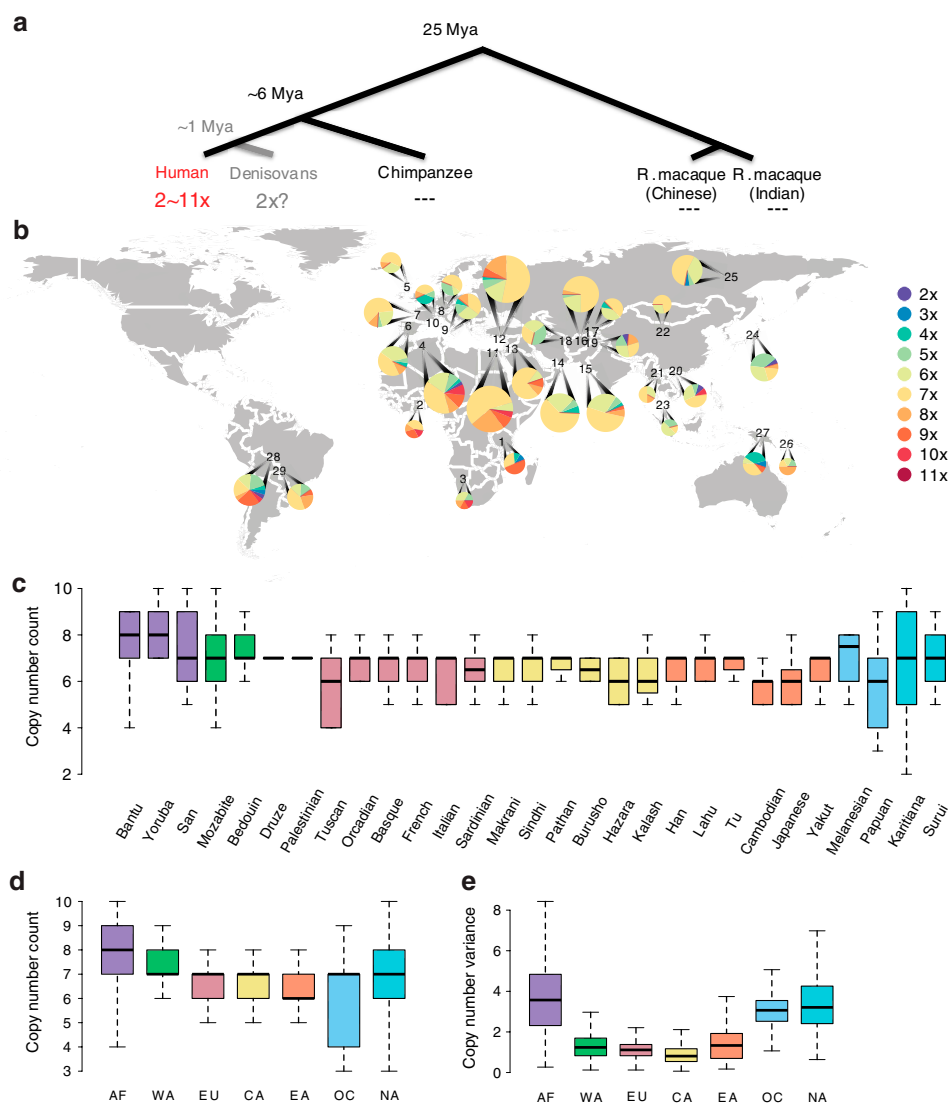 a
25 Mya
~6 Mya
~1 Mya
Human
Denisovans
Chimpanzee
R.macaque
(Chinese)
R.macaque
(Indian)
2~11x
2x?
---
---
---
b
5
7
8
10
9
6
4
12
11
13
2
1
3
18
16
17
19
14
15
22
25
21
20
23
24
27
26
28
29
2x
3x
4x
5x
6x
7x
8x
9x
10x
11x
c
Copy number count
10
8
6
4
2
Bantu
Yoruba
San
Mozabite
Bedouin
Druze
Palestinian
Tuscan
Orcadian
Basque
French
Italian
Sardinian
Makrani
Sindhi
Pathan
Burusho
Hazara
Kalash
Han
Lahu
Tu
Cambodian
Japanese
Yakut
Melanesian
Papuan
Karitiana
Surui
d
Copy number count
10
9
8
7
6
5
4
3
AF
WA
EU
CA
EA
OC
NA
e
Copy number variance
8
6
4
2
0
AF
WA
EU
CA
EA
OC
NA